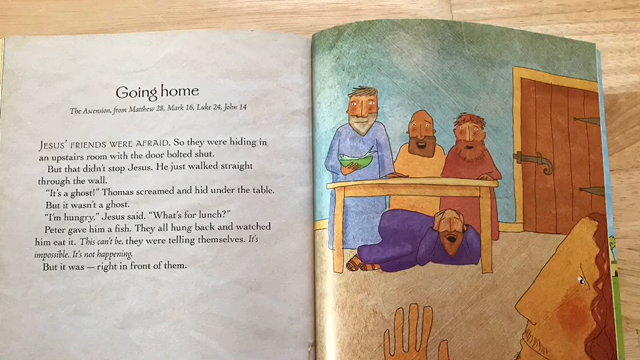 Going home
The Ascension, from Matthew 28, Mark 16, Luke 24, John 14
JESUS' FRIENDS WERE AFRAID. So they were hiding in
an upstairs room with the door bolted shut.
But that didn't stop Jesus. He just walked straight
through the wall.
"It's a ghost!" Thomas screamed and hid under the table.
But it wasn't a ghost.
"I'm hungry," Jesus said. "What's for lunch?"
Peter gave him a fish. They all hung back and watched
him eat it. This can't be, they were telling themselves. It's
impossible. It's not happening.
But it was — right in front of them.